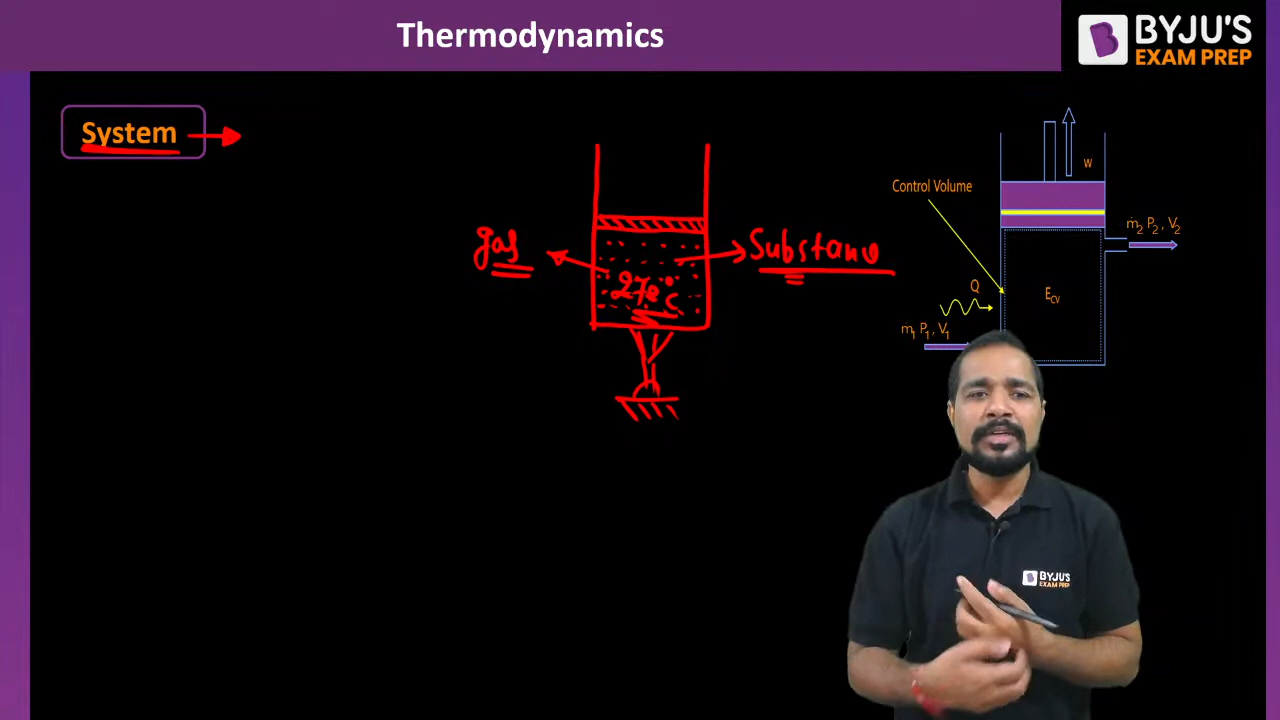 Thermodynamics
BYJU'S
EXAM PREP
System
W
Control Volume
ṁ2 P2 , V2
gas
Substance
Q
ECV
ṁ1 P1 , V1
BYJU'S
EXAM PREP